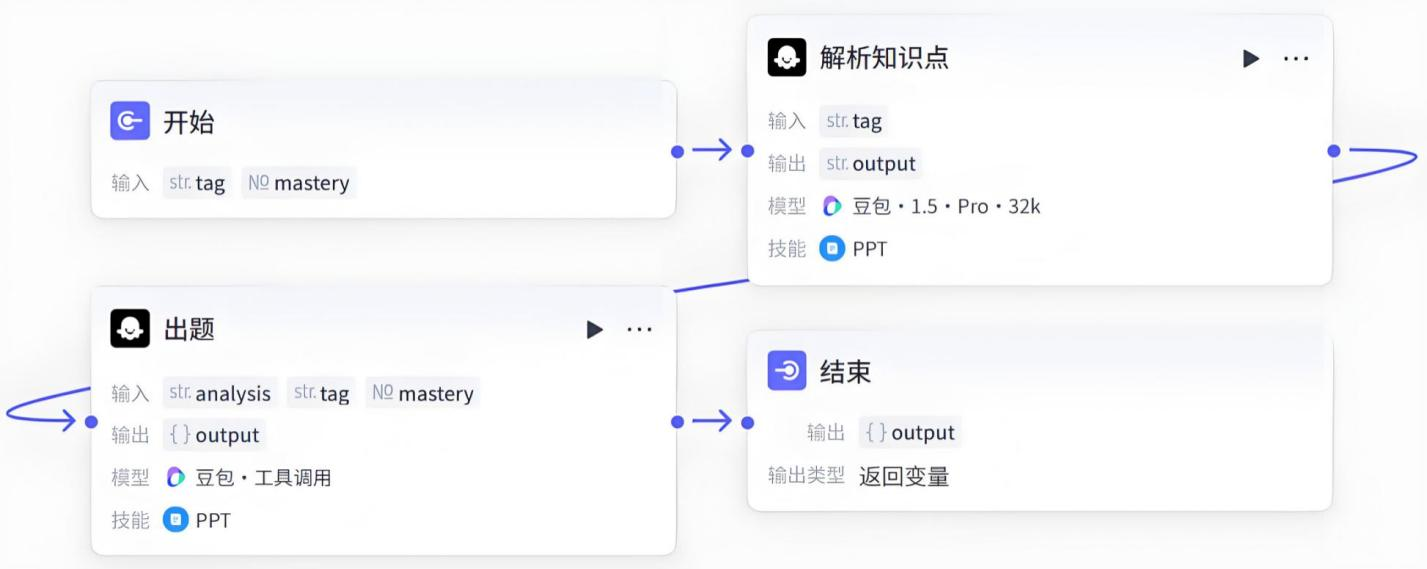 开始
输入 str. tag № mastery
解析知识点
输入 str. tag
输出 str. output
模型 豆包·1.5·Pro·32k
技能 PPT
出题
输入 str. analysis str. tag № mastery
输出 { } output
模型 豆包·工具调用
技能 PPT
结束
输出 { } output
输出类型 返回变量